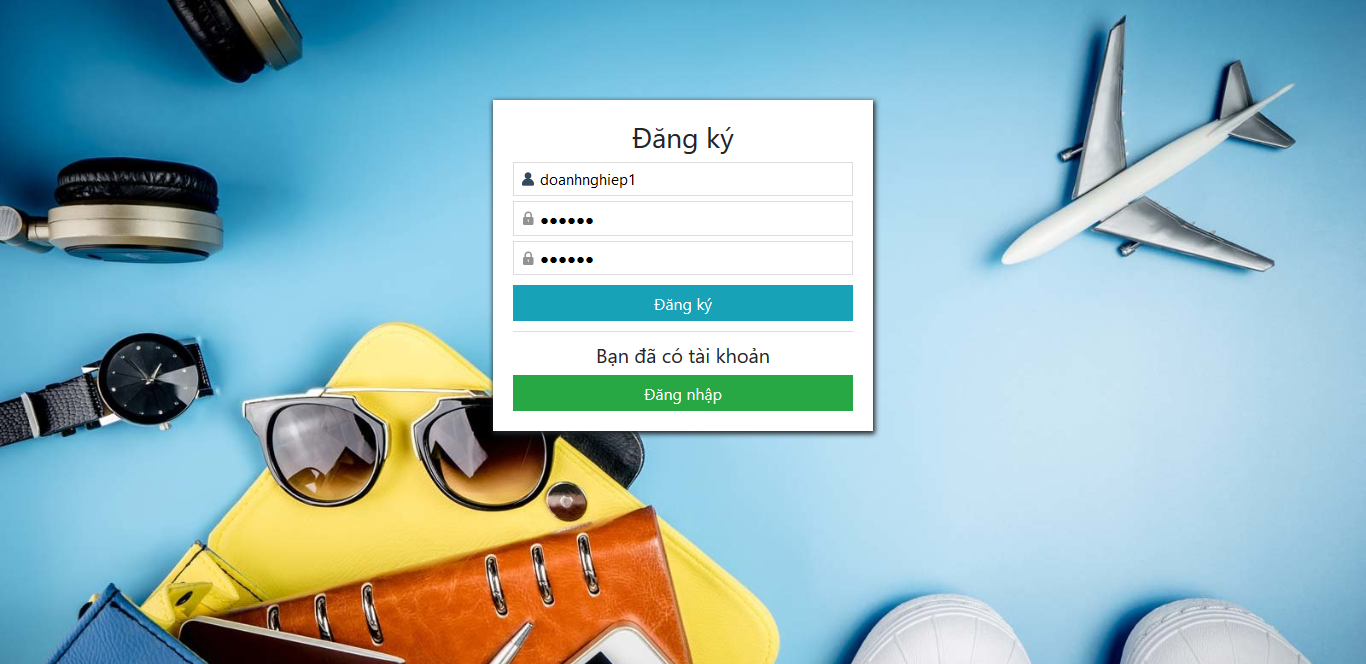 Đăng ký
doanhnghiep1
••••••
••••••
Đăng ký
Bạn đã có tài khoản
Đăng nhập